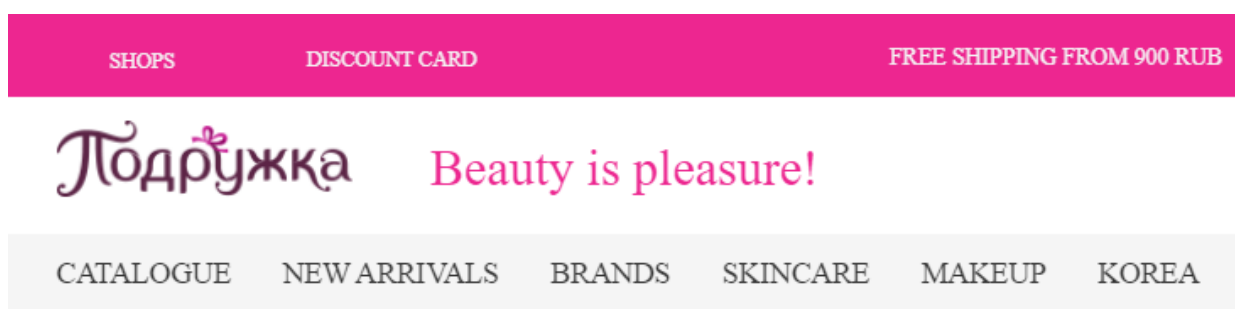 SHOPS DISCOUNT CARD FREE SHIPPING FROM 900 RUB
Подружка Beauty is pleasure!
CATALOGUE NEW ARRIVALS BRANDS SKINCARE MAKEUP KOREA